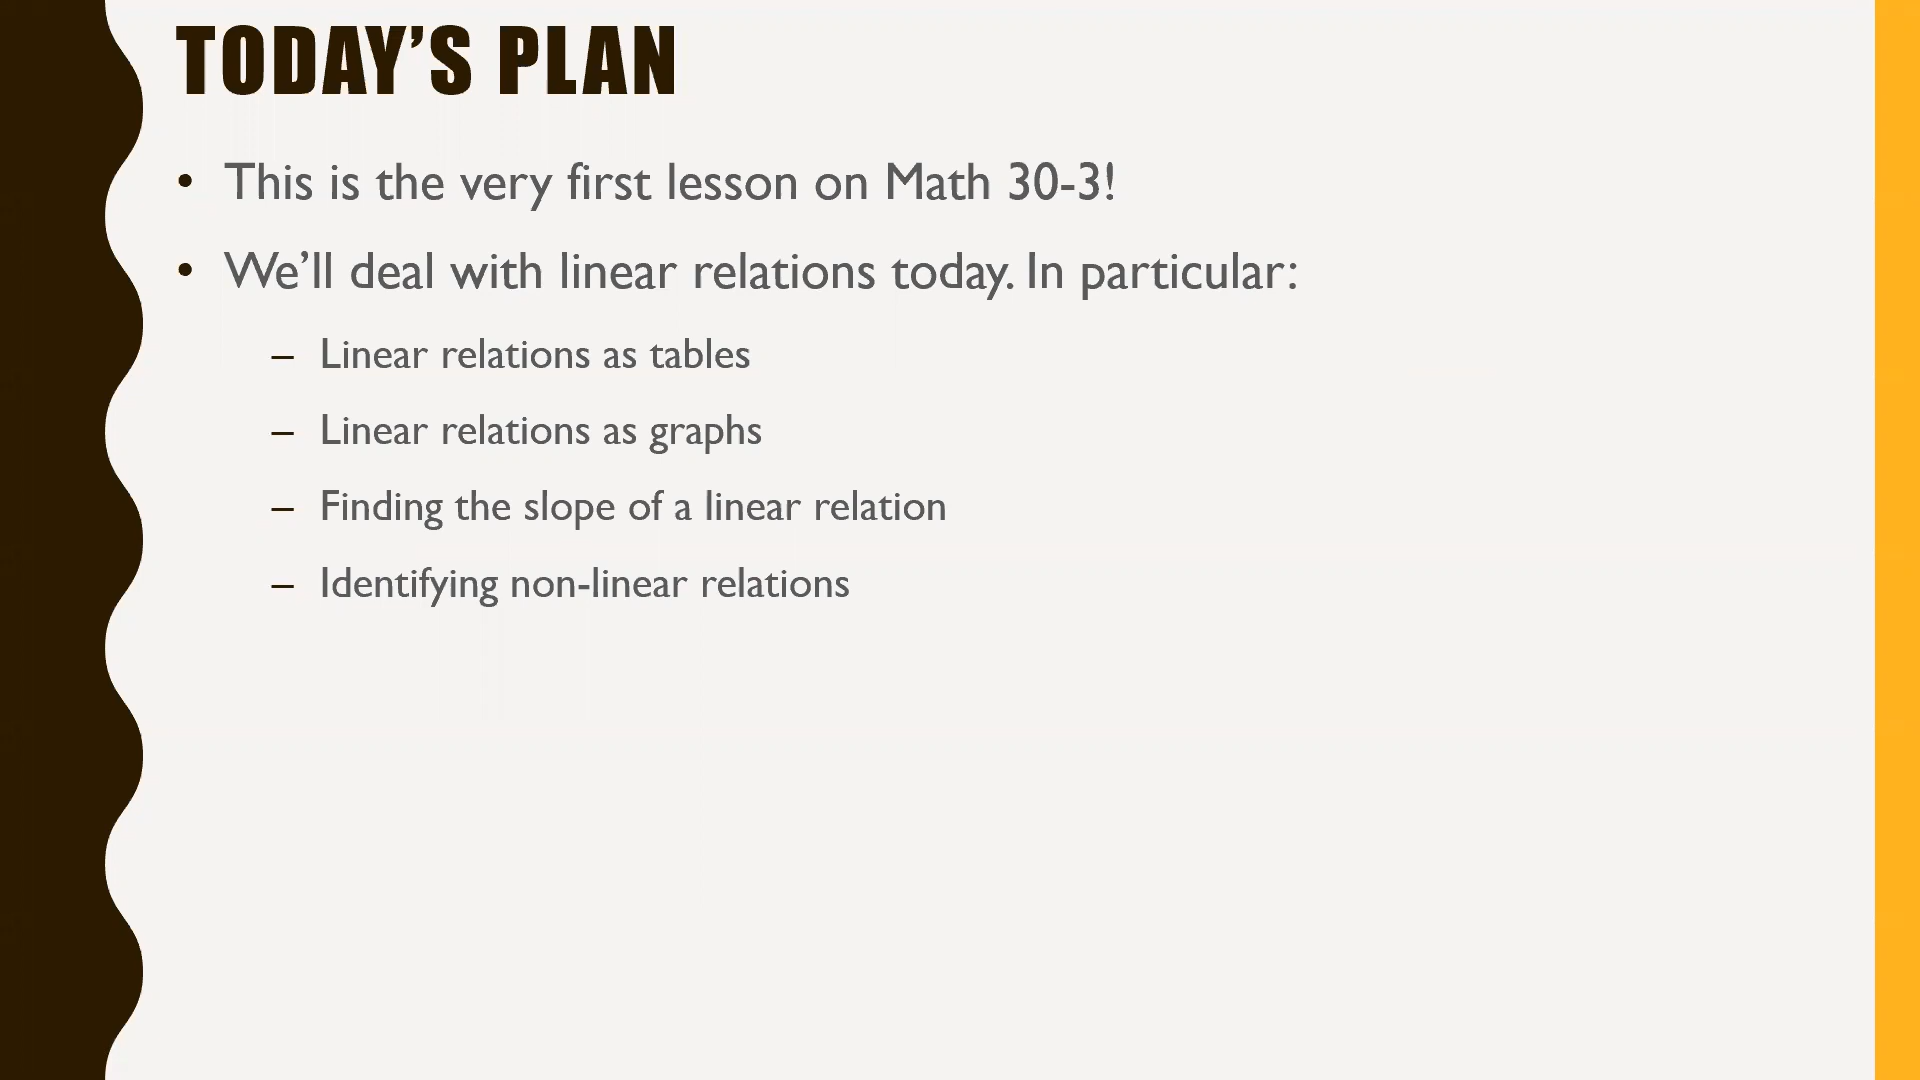 TODAY’S PLAN
• This is the very first lesson on Math 30-3!
• We’ll deal with linear relations today. In particular:
– Linear relations as tables
– Linear relations as graphs
– Finding the slope of a linear relation
– Identifying non-linear relations